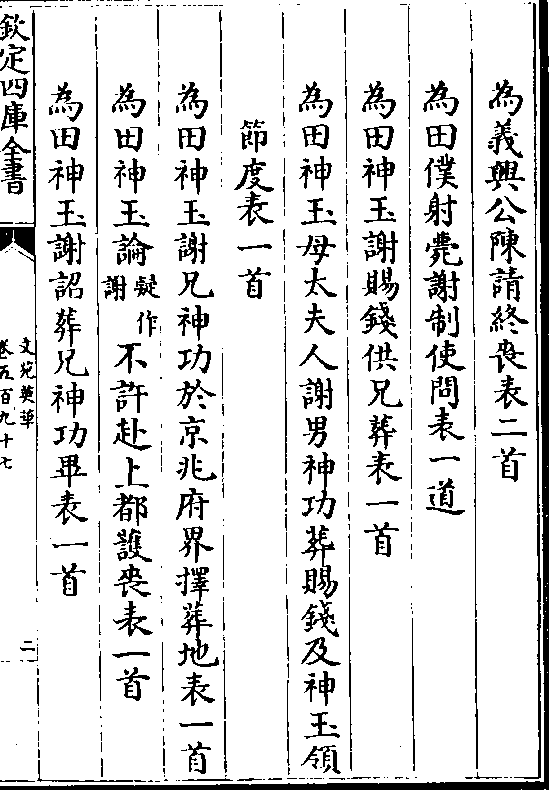 為義興公陳請終喪表二首
為田僕射薨謝制使問表一道
為田神玉謝賜錢供兄葬表一首
為田神玉母太夫人謝男神功葬賜錢及神玉領
節度表一首
為田神玉謝兄神功於京兆府界擇葬地表一首
為田神玉論疑作謝不許赴上都護喪表一首
為田神玉謝詔葬兄神功畢表一首
欽定四庫全書
文苑英華
卷五百九十七
二